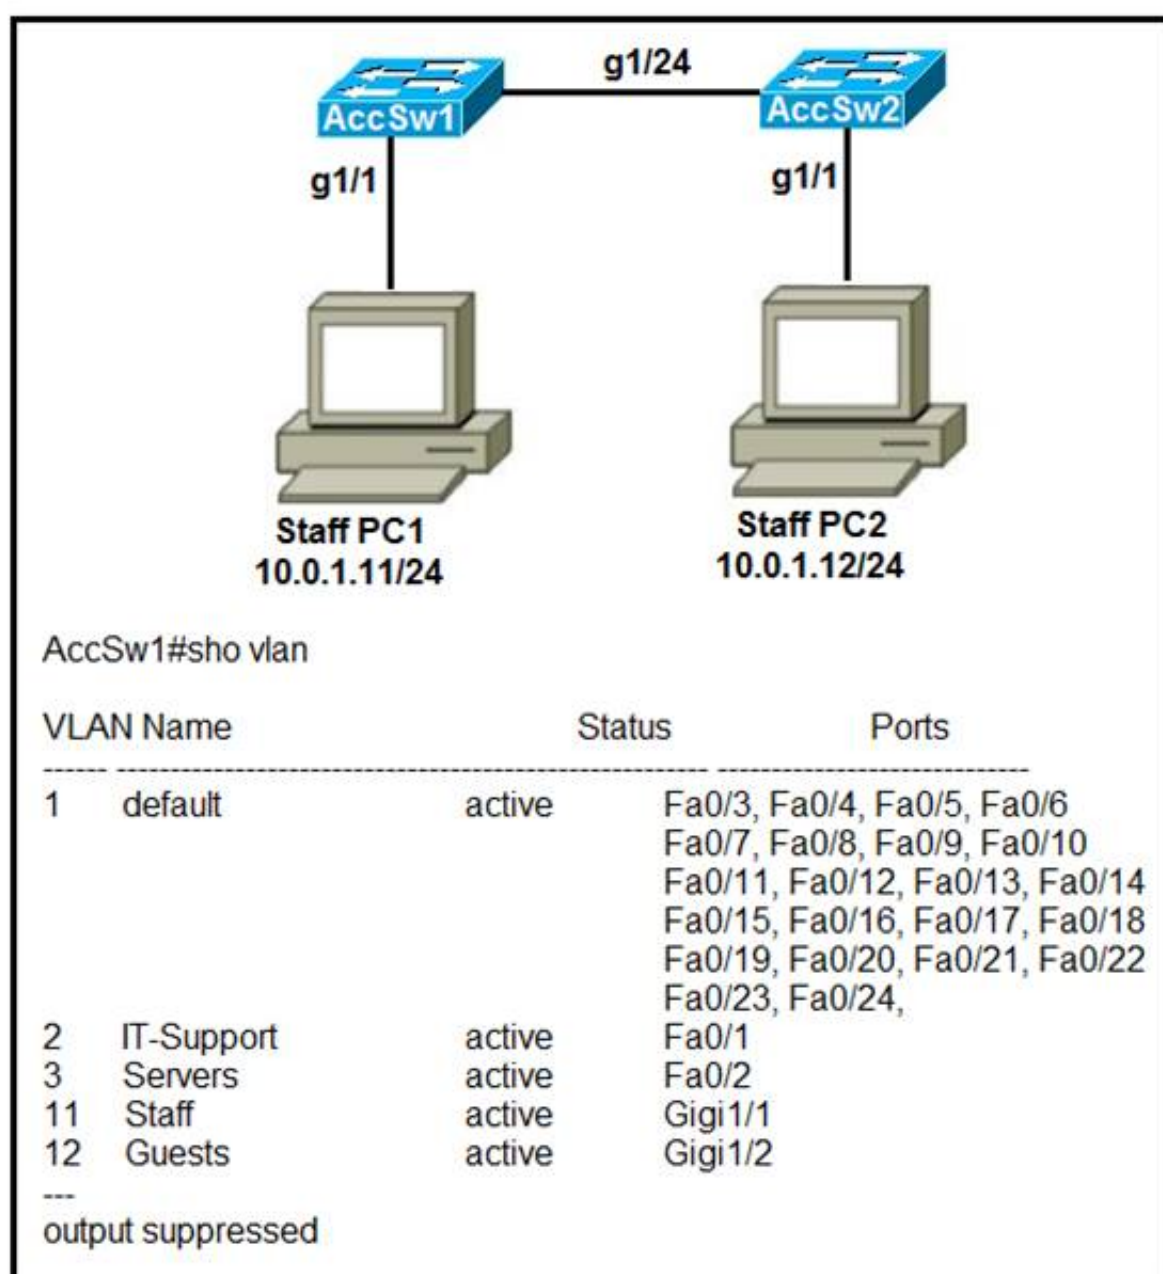 g1/24
AccSw1
AccSw2
g1/1
g1/1
Staff PC1
10.0.1.11/24
Staff PC2
10.0.1.12/24
AccSw1#sho vlan
VLAN Name Status Ports
------ -------------------------------------------------------- -----------------------------
1 default active Fa0/3, Fa0/4, Fa0/5, Fa0/6
Fa0/7, Fa0/8, Fa0/9, Fa0/10
Fa0/11, Fa0/12, Fa0/13, Fa0/14
Fa0/15, Fa0/16, Fa0/17, Fa0/18
Fa0/19, Fa0/20, Fa0/21, Fa0/22
Fa0/23, Fa0/24,
2 IT-Support active Fa0/1
3 Servers active Fa0/2
11 Staff active Gigi1/1
12 Guests active Gigi1/2
---
output suppressed